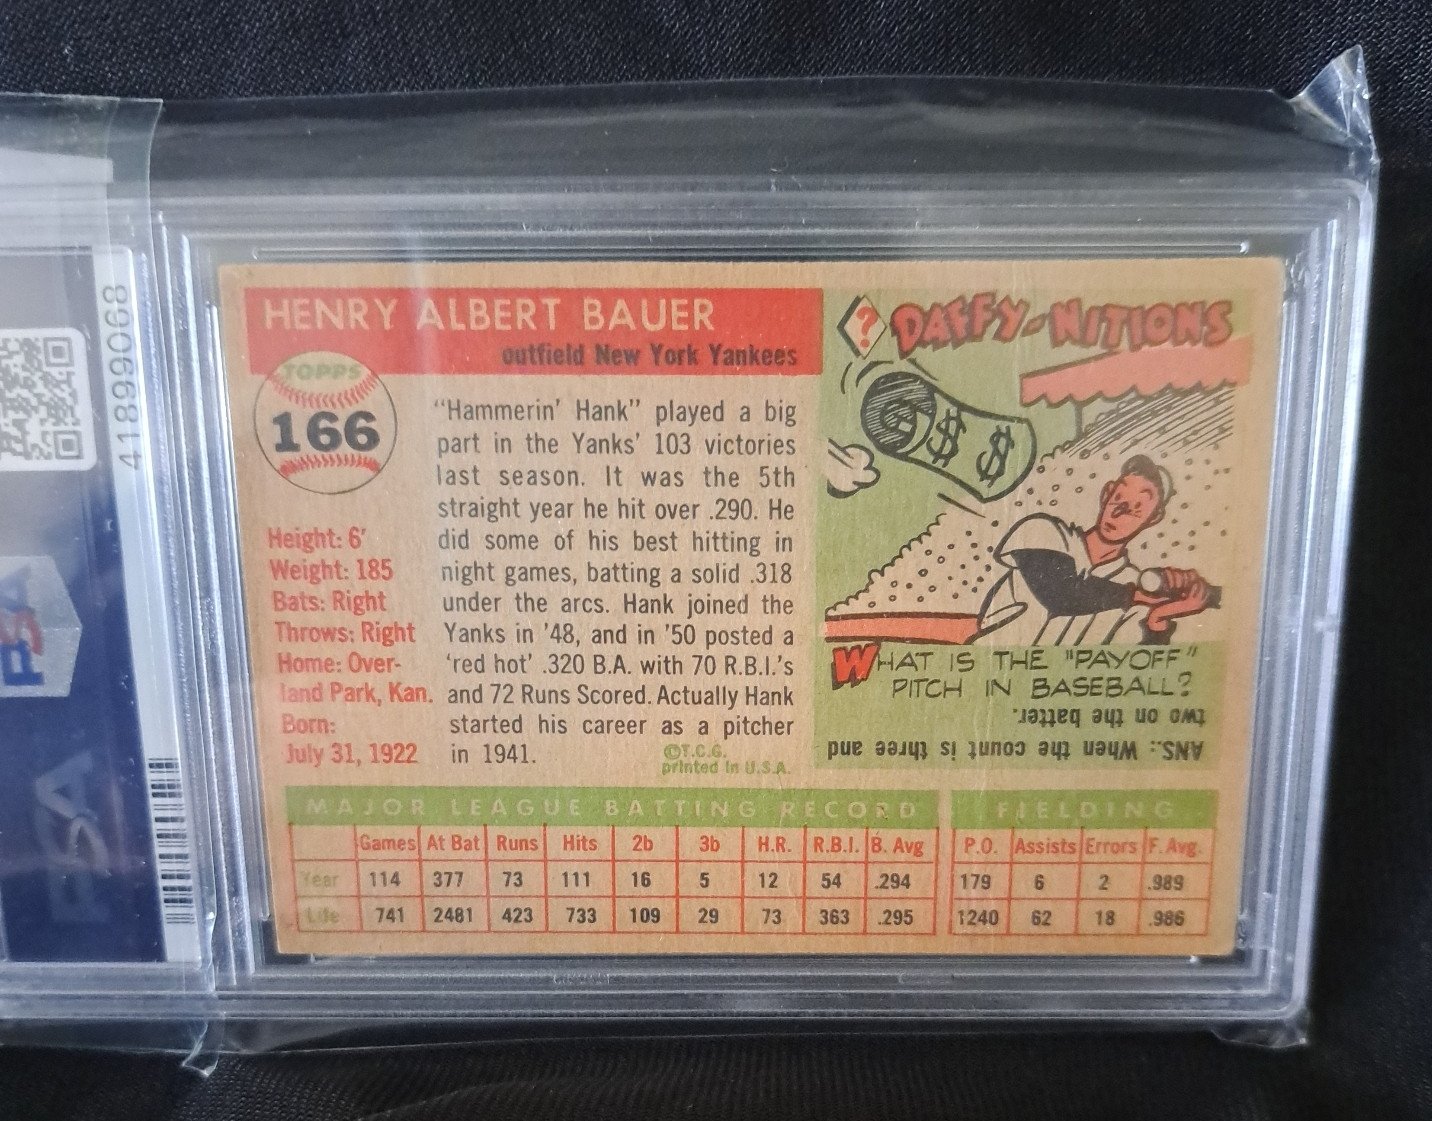 41899068
PSA
PSA
HENRY ALBERT BAUER
outfield New York Yankees
TOPPS
166
Height: 6'
Weight: 185
Bats: Right
Throws: Right
Home: Over-
land Park, Kan.
Born:
July 31, 1922
"Hammerin' Hank" played a big
part in the Yanks' 103 victories
last season. It was the 5th
straight year he hit over .290. He
did some of his best hitting in
night games, batting a solid .318
under the arcs. Hank joined the
Yanks in '48, and in '50 posted a
'red hot' .320 B.A. with 70 R.B.I.'s
and 72 Runs Scored. Actually Hank
started his career as a pitcher
in 1941.
©T.C.G.
printed in U.S.A.
? DAFFY-NITIONS
$ $
WHAT IS THE "PAYOFF"
PITCH IN BASEBALL?
ANS.: When the count is three and
two on the batter.
MAJOR LEAGUE BATTING RECORD FIELDING
Games At Bat Runs Hits 2b 3b H.R. R.B.I. B. Avg P.O. Assists Errors F. Avg.
Year 114 377 73 111 16 5 12 54 .294 179 6 2 .989
Life 741 2481 423 733 109 29 73 363 .295 1240 62 18 .986